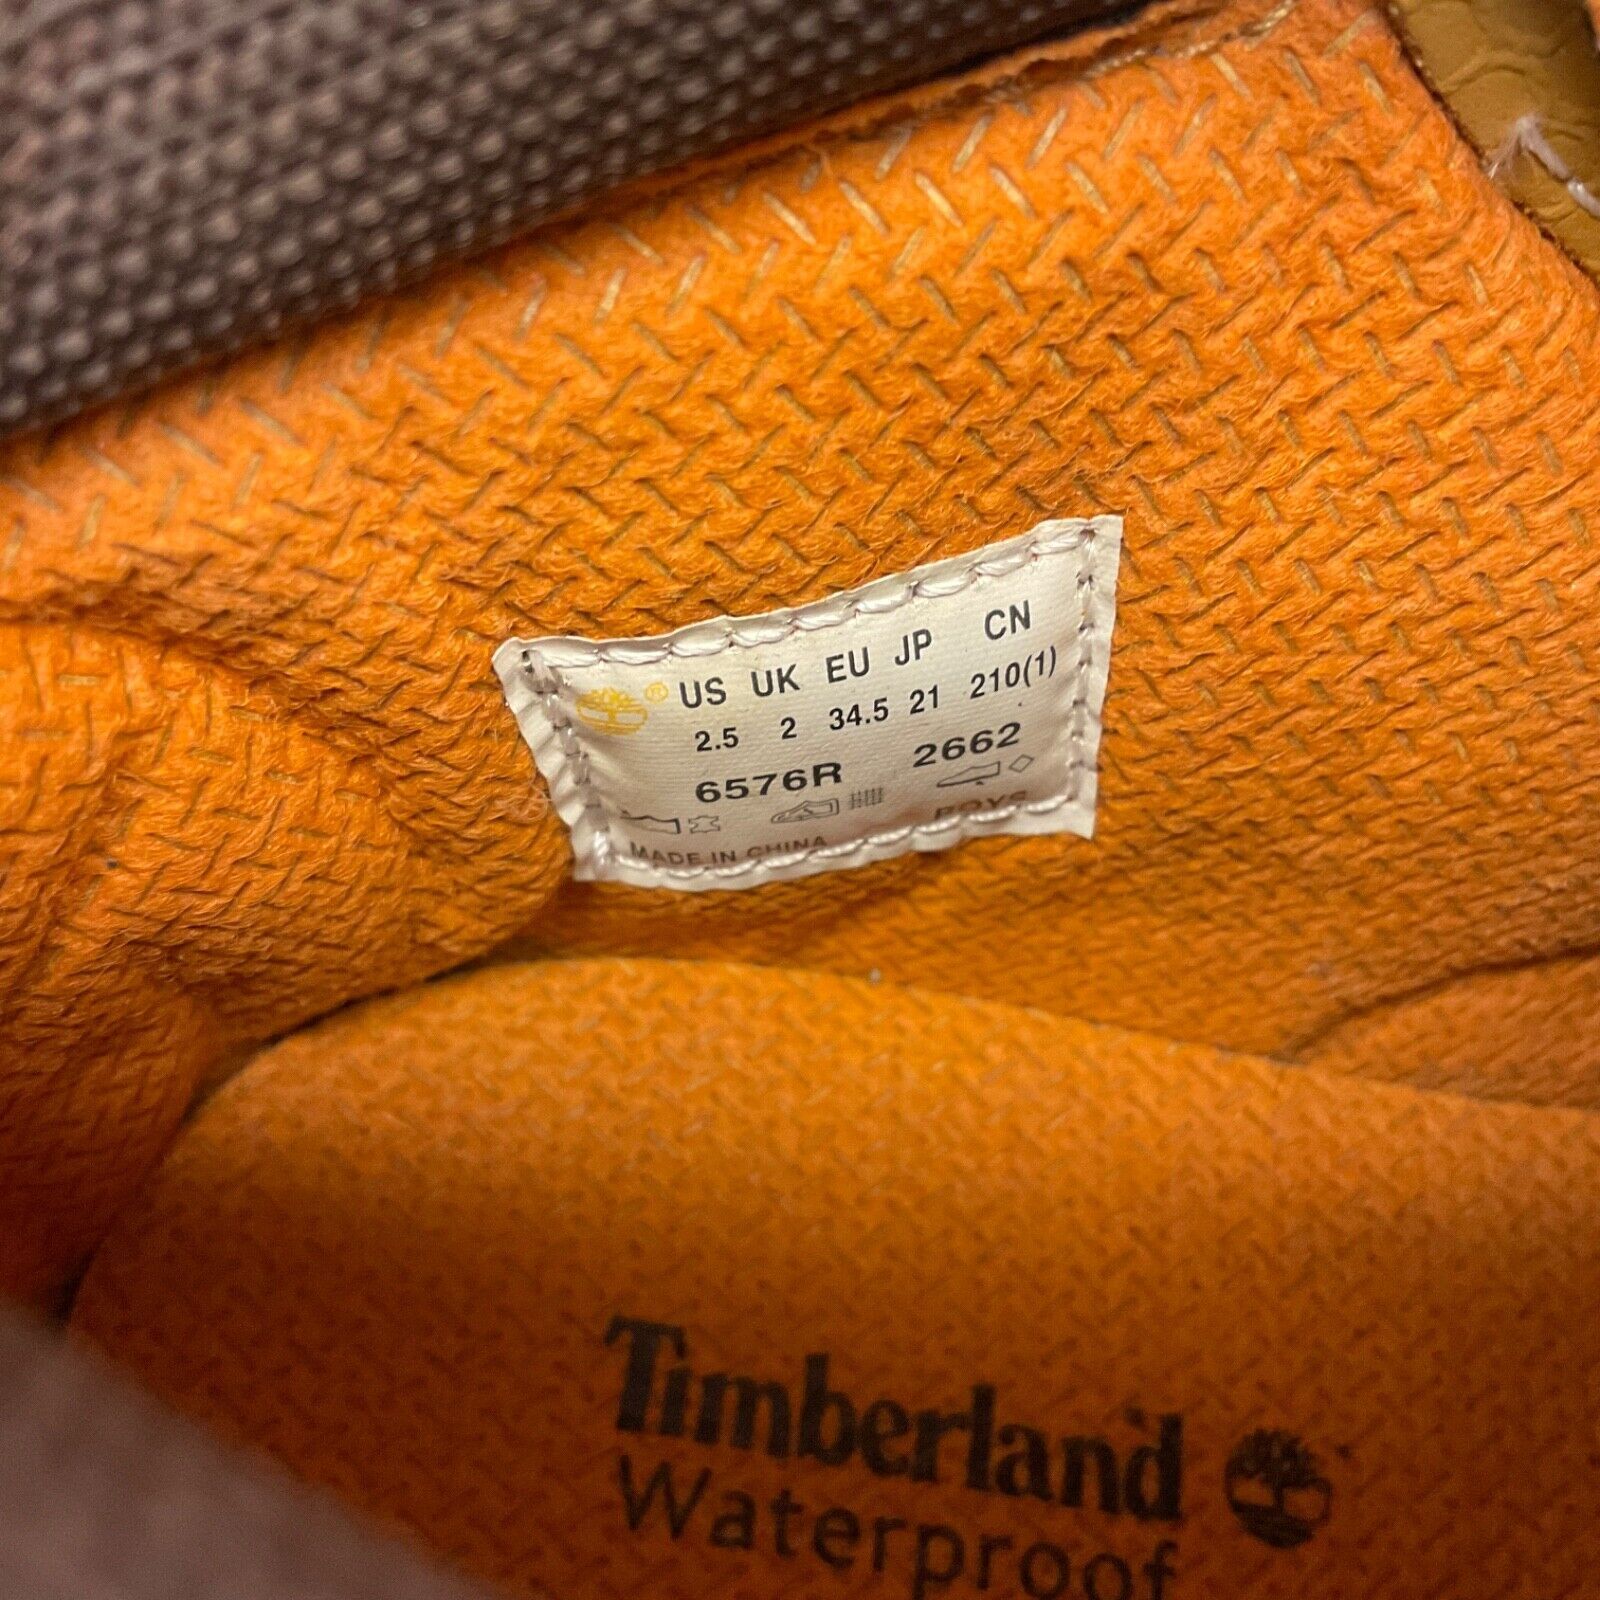 ® US UK EU JP CN
2.5 2 34.5 21 210(1)
6576R 2662
BOYS
MADE IN CHINA
Timberland
Waterproof